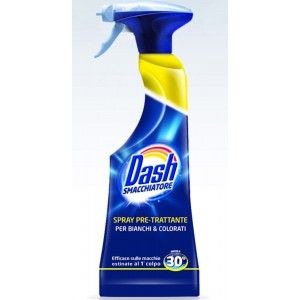 Dash
SMACCHIATORE
SPRAY PRE-TRATTANTE
PER BIANCHI & COLORATI
Efficace sulle macchie
ostinate al 1° colpo
30°